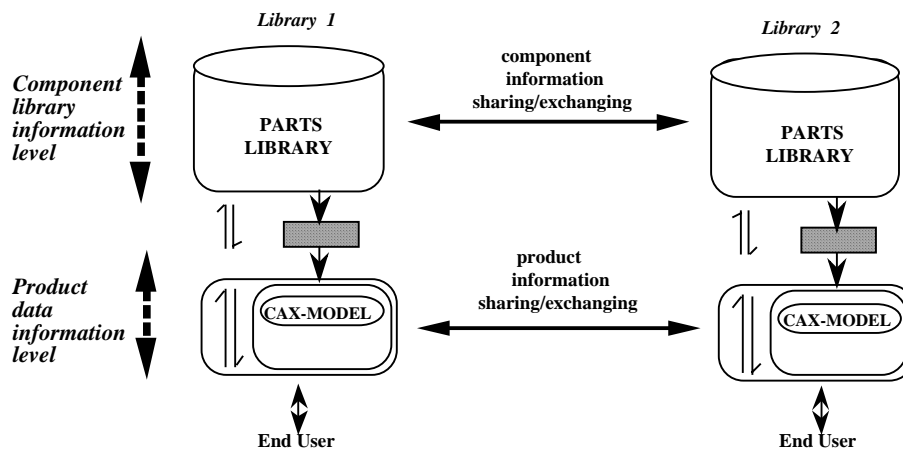 Library 1
Library 2
Component
library
information
level
component
information
sharing/exchanging
PARTS
LIBRARY
PARTS
LIBRARY
Product
data
information
level
product
information
sharing/exchanging
CAX-MODEL
CAX-MODEL
End User
End User